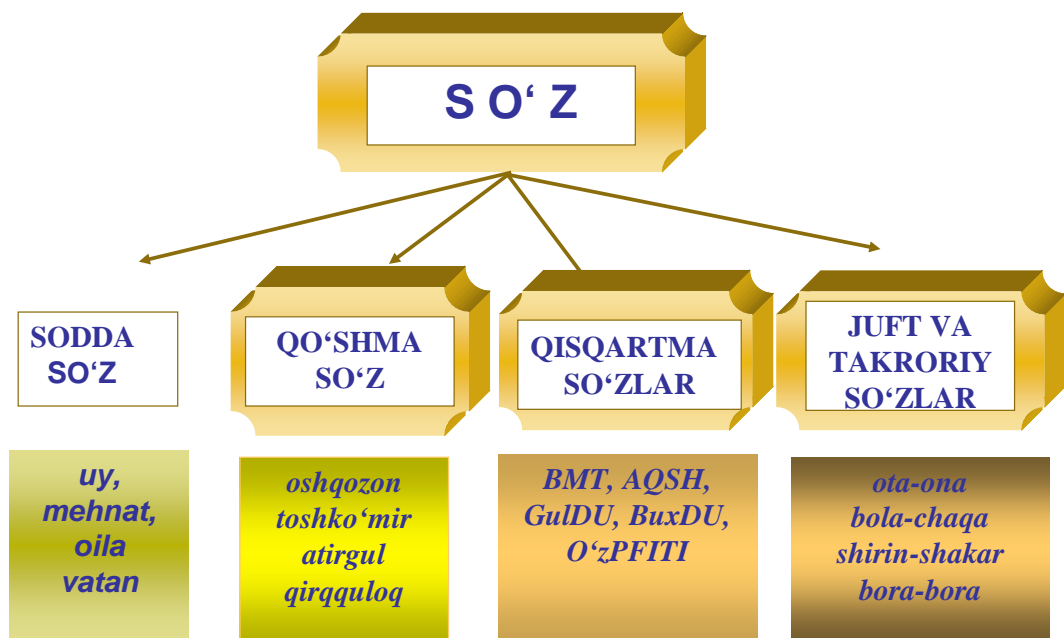 S O‘ Z
SODDA
SO‘Z
QO‘SHMA
SO‘Z
QISQARTMA
SO‘ZLAR
JUFT VA
TAKRORIY
SO‘ZLAR
uy,
mehnat,
oila
vatan
oshqozon
toshko‘mir
atirgul
qirqquloq
BMT, AQSH,
GulDU, BuxDU,
O‘zPFITI
ota-ona
bola-chaqa
shirin-shakar
bora-bora